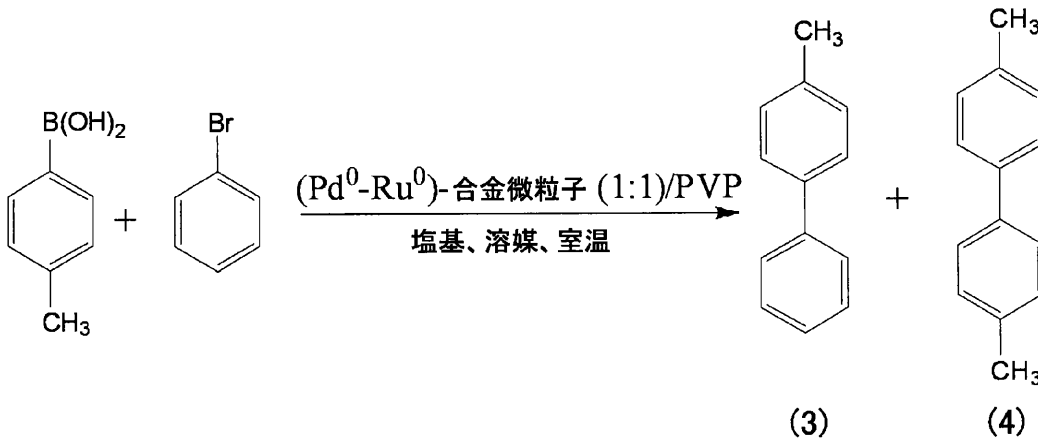 CH₃
CH₃
B(OH)₂
Br
(Pd⁰-Ru⁰)-合金微粒子 (1:1)/PVP
+
+
塩基、溶媒、室温
CH₃
CH₃
(3)
(4)